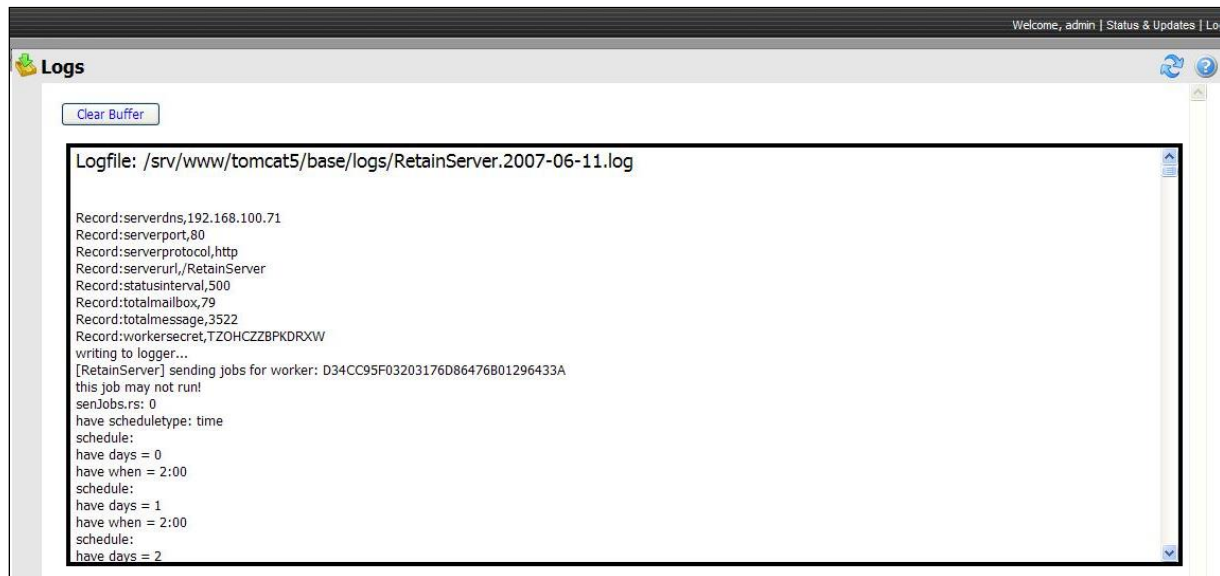 Welcome, admin | Status & Updates | Lo
Logs
Clear Buffer
Logfile: /srv/www/tomcat5/base/logs/RetainServer.2007-06-11.log
Record:serverdns,192.168.100.71
Record:serverport,80
Record:serverprotocol,http
Record:serverurl,/RetainServer
Record:statusinterval,500
Record:totalmailbox,79
Record:totalmessage,3522
Record:workersecret,TZOHCZZBPKDRXW
writing to logger...
[RetainServer] sending jobs for worker: D34CC95F03203176D86476B01296433A
this job may not run!
senJobs.rs: 0
have scheduletype: time
schedule:
have days = 0
have when = 2:00
schedule:
have days = 1
have when = 2:00
schedule:
have days = 2